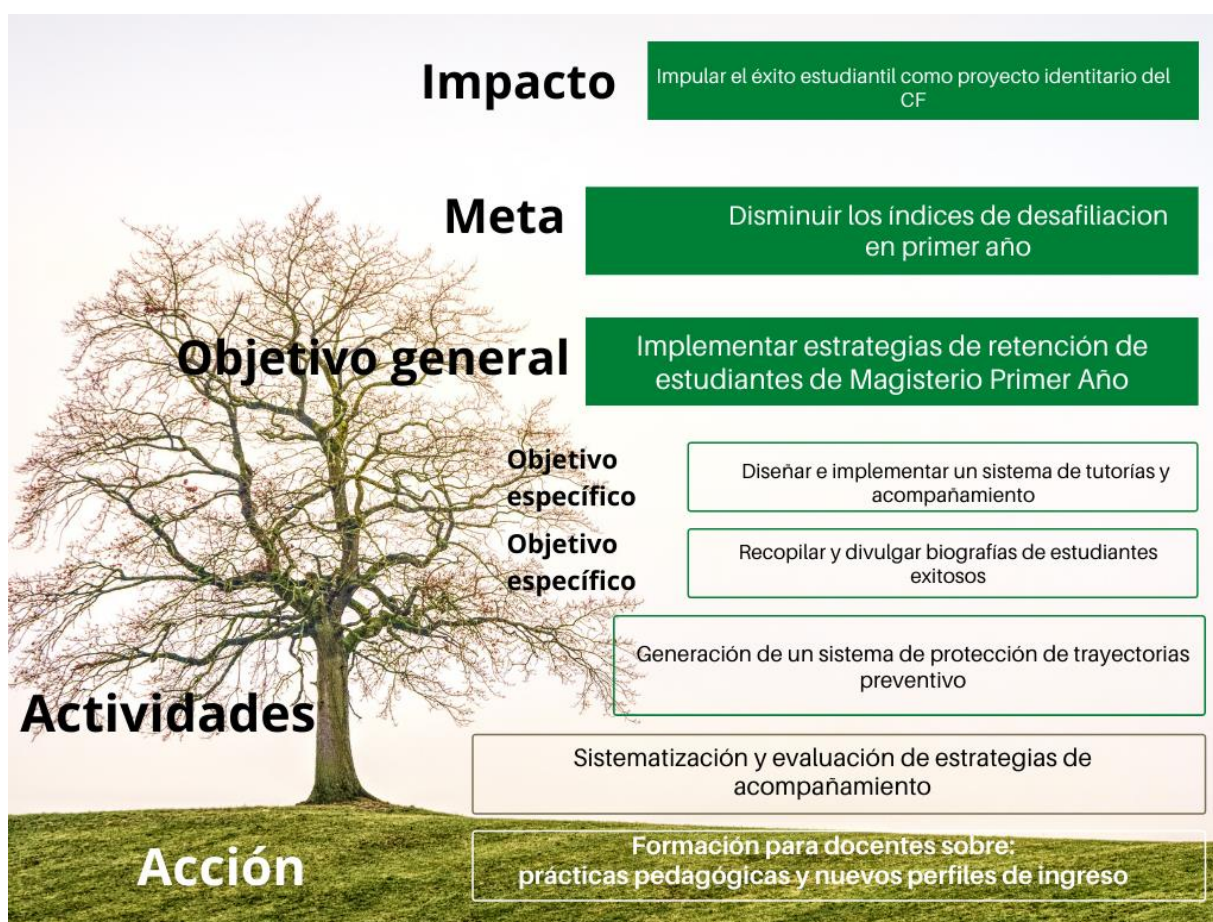 Impacto
Impular el éxito estudiantil como proyecto identitario del
CF
Meta
Disminuir los índices de desafiliacion
en primer año
Objetivo general
Implementar estrategias de retención de
estudiantes de Magisterio Primer Año
Objetivo
específico
Diseñar e implementar un sistema de tutorías y
acompañamiento
Objetivo
específico
Recopilar y divulgar biografías de estudiantes
exitosos
Generación de un sistema de protección de trayectorias
preventivo
Actividades
Sistematización y evaluación de estrategias de
acompañamiento
Acción
Formación para docentes sobre:
prácticas pedagógicas y nuevos perfiles de ingreso